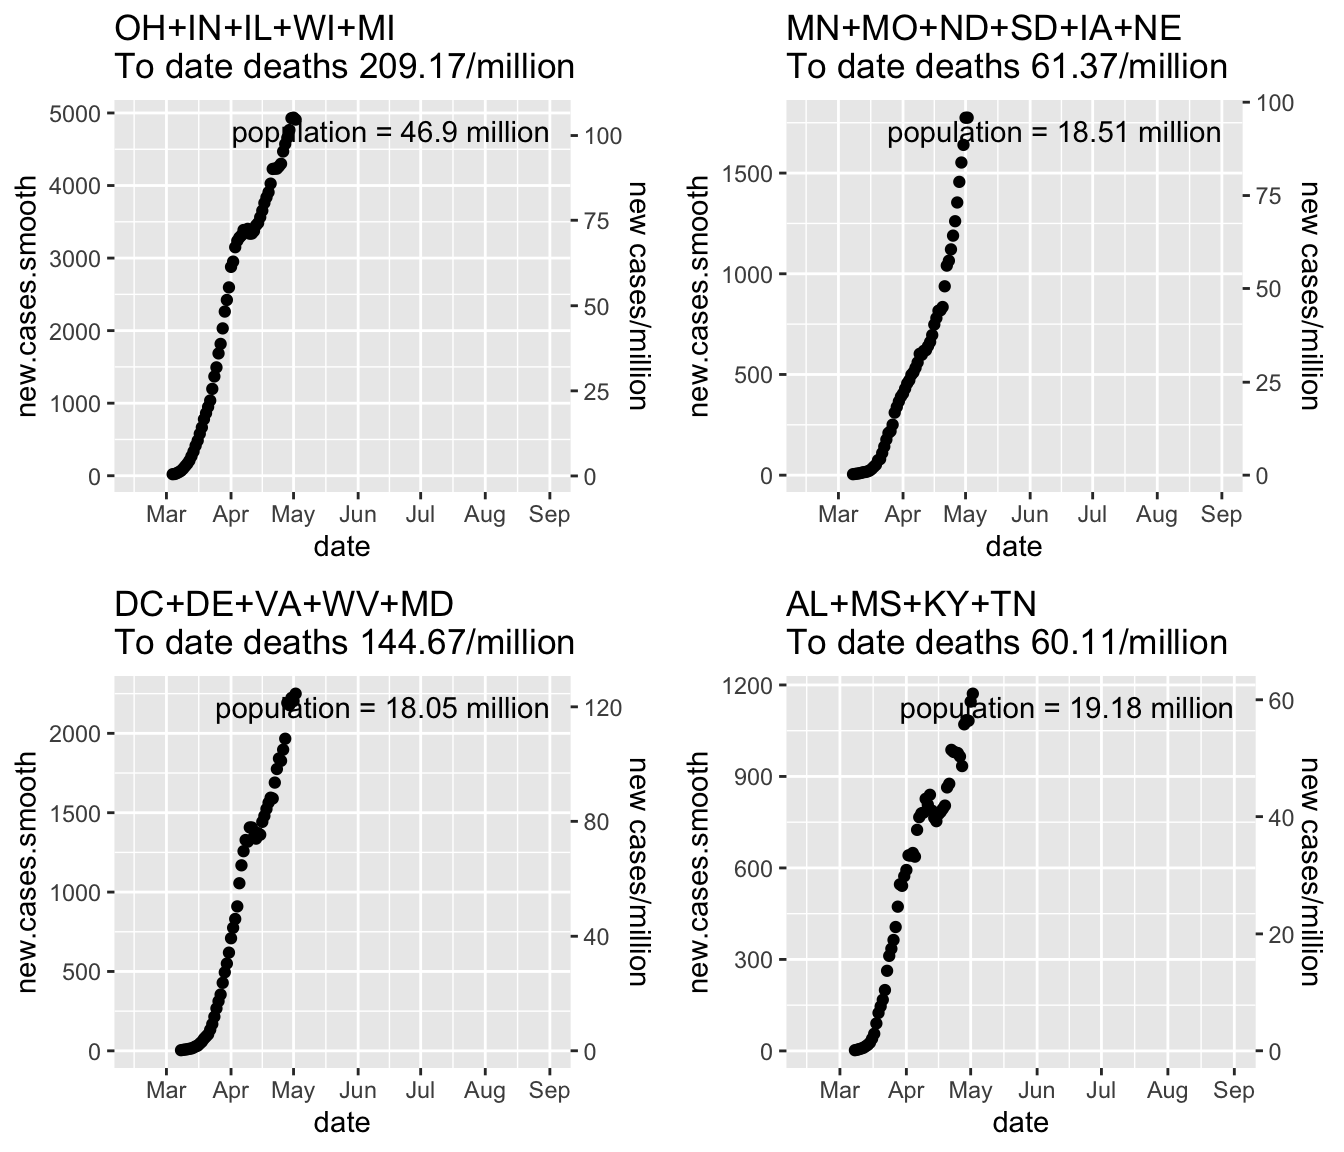 OH+IN+IL+WI+MI
To date deaths 209.17/million
population = 46.9 million
5000
4000
3000
2000
1000
0
100
75
50
25
0
new.cases.smooth
new cases/million
Mar Apr May Jun Jul Aug Sep
date
MN+MO+ND+SD+IA+NE
To date deaths 61.37/million
population = 18.51 million
1500
1000
500
0
100
75
50
25
0
new.cases.smooth
new cases/million
Mar Apr May Jun Jul Aug Sep
date
DC+DE+VA+WV+MD
To date deaths 144.67/million
population = 18.05 million
2000
1500
1000
500
0
120
80
40
0
new.cases.smooth
new cases/million
Mar Apr May Jun Jul Aug Sep
date
AL+MS+KY+TN
To date deaths 60.11/million
population = 19.18 million
1200
900
600
300
0
60
40
20
0
new.cases.smooth
new cases/million
Mar Apr May Jun Jul Aug Sep
date